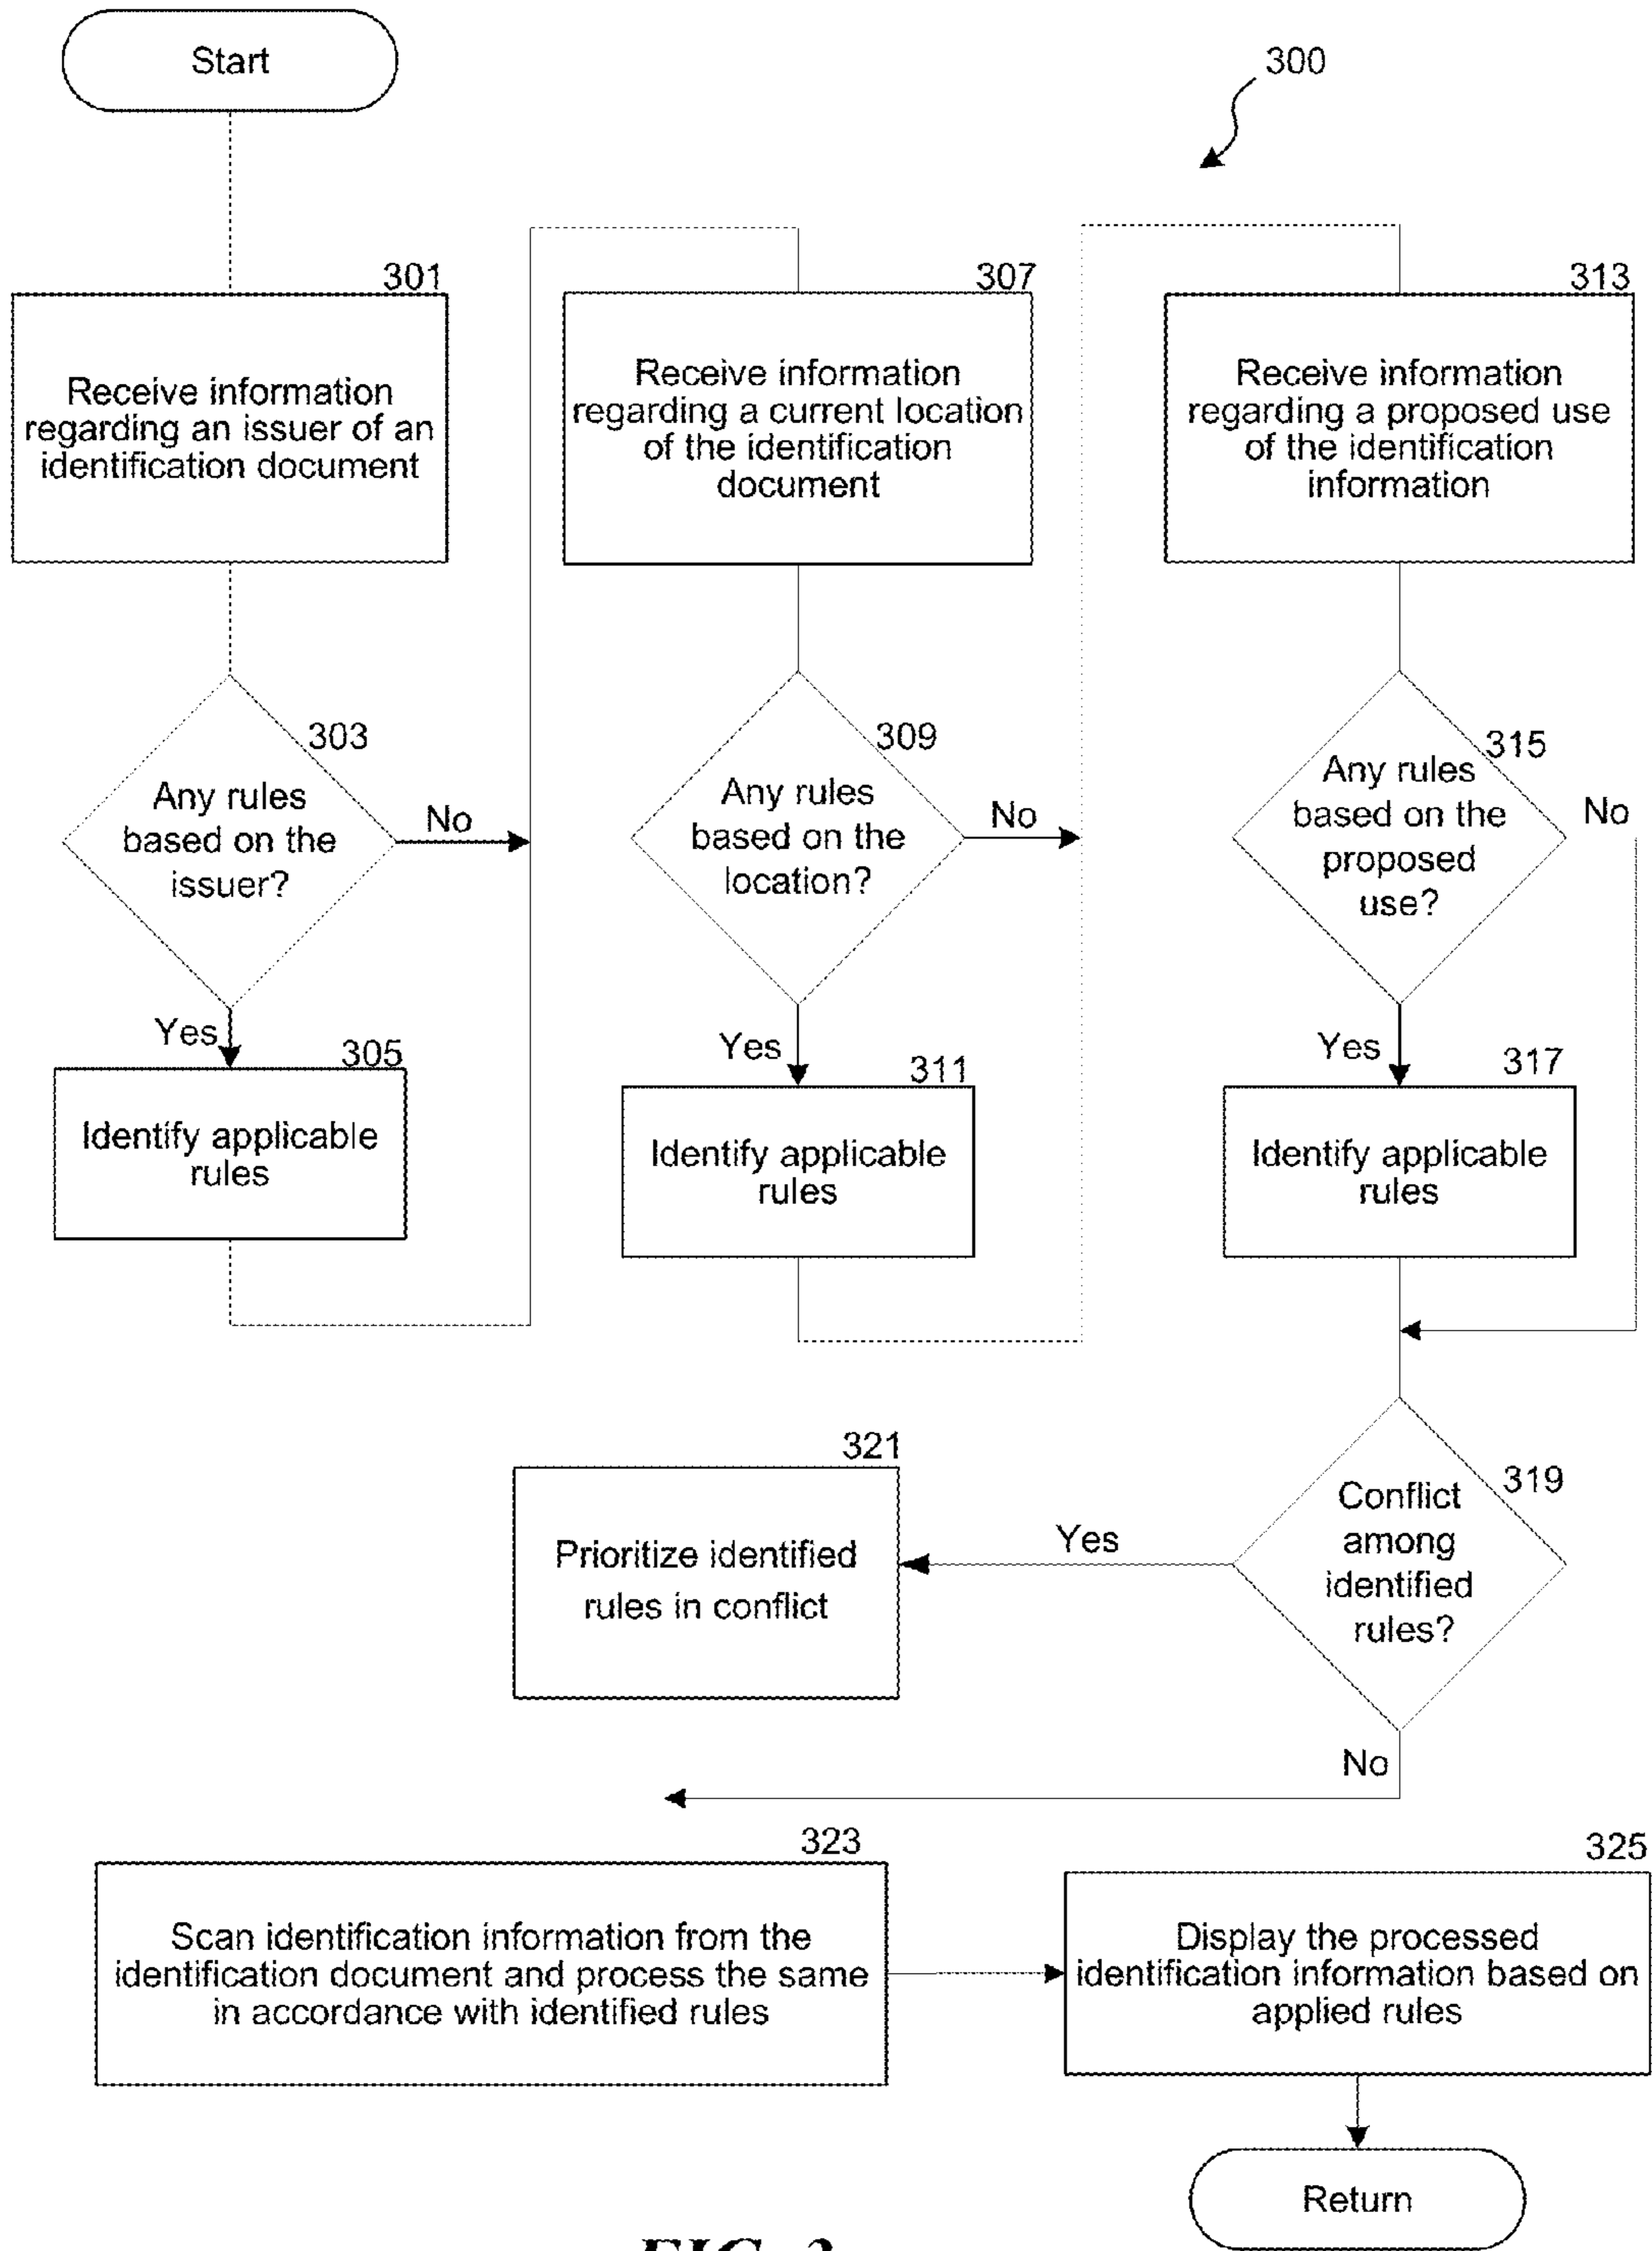 Start
300
301
Receive information
regarding an issuer of an
identification document
303
Any rules
based on the
issuer?
No
Yes
305
Identify applicable
rules
307
Receive information
regarding a current location
of the identification
document
309
Any rules
based on the
location?
No
Yes
311
Identify applicable
rules
313
Receive information
regarding a proposed use
of the identification
information
315
Any rules
based on the
proposed
use?
No
Yes
317
Identify applicable
rules
319
Conflict
among
identified
rules?
Yes
321
Prioritize identified
rules in conflict
No
323
Scan identification information from the
identification document and process the same
in accordance with identified rules
325
Display the processed
identification information based on
applied rules
Return
FIG. 3